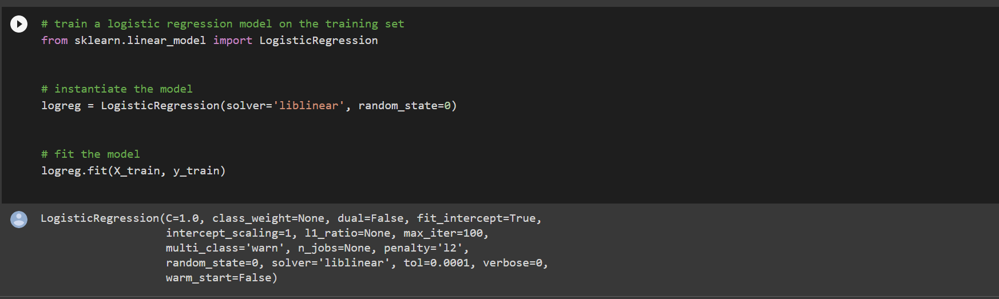 # train a logistic regression model on the training set
from sklearn.linear_model import LogisticRegression
# instantiate the model
logreg = LogisticRegression(solver='liblinear', random_state=0)
# fit the model
logreg.fit(X_train, y_train)
LogisticRegression(C=1.0, class_weight=None, dual=False, fit_intercept=True,
intercept_scaling=1, l1_ratio=None, max_iter=100,
multi_class='warn', n_jobs=None, penalty='l2',
random_state=0, solver='liblinear', tol=0.0001, verbose=0,
warm_start=False)